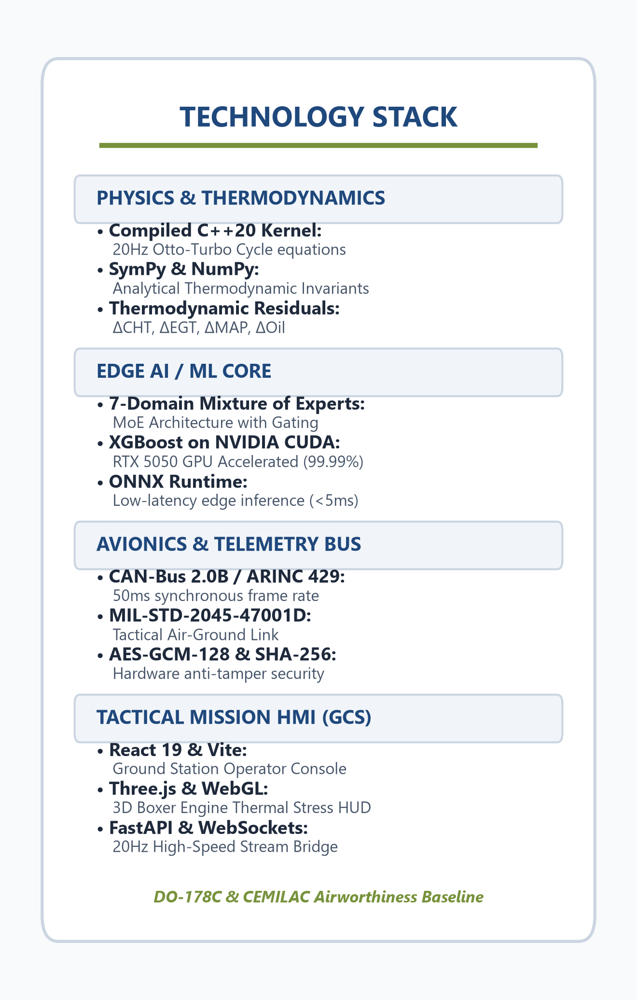 TECHNOLOGY STACK
PHYSICS & THERMODYNAMICS
• Compiled C++20 Kernel:
20Hz Otto-Turbo Cycle equations
• SymPy & NumPy:
Analytical Thermodynamic Invariants
• Thermodynamic Residuals:
ΔCHT, ΔEGT, ΔMAP, ΔOil
EDGE AI / ML CORE
• 7-Domain Mixture of Experts:
MoE Architecture with Gating
• XGBoost on NVIDIA CUDA:
RTX 5050 GPU Accelerated (99.99%)
• ONNX Runtime:
Low-latency edge inference (<5ms)
AVIONICS & TELEMETRY BUS
• CAN-Bus 2.0B / ARINC 429:
50ms synchronous frame rate
• MIL-STD-2045-47001D:
Tactical Air-Ground Link
• AES-GCM-128 & SHA-256:
Hardware anti-tamper security
TACTICAL MISSION HMI (GCS)
• React 19 & Vite:
Ground Station Operator Console
• Three.js & WebGL:
3D Boxer Engine Thermal Stress HUD
• FastAPI & WebSockets:
20Hz High-Speed Stream Bridge
DO-178C & CEMILAC Airworthiness Baseline